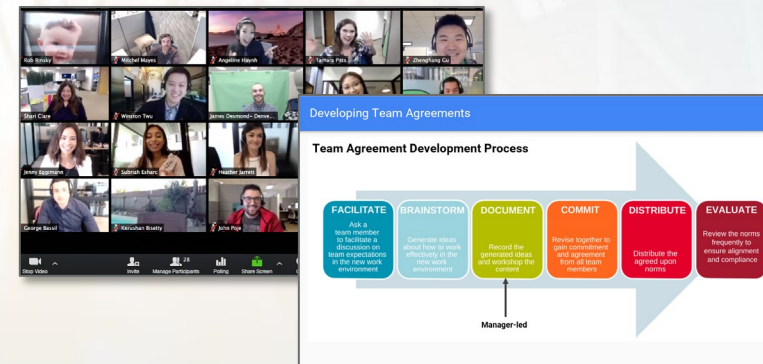 Rob Rinsky
Mitchel Mayes
Angeline Haynh
Tamara Pitts
Zhenghang Gu
Shari Clare
Winston Twu
James Desmond- Denve...
Jenny Eggimann
Subriah Esharc
Heather Jarrett
George Bassil
Kerushan Bisetty
John Poje
Stop Video
Invite
Manage Participants
28
Polling
Share Screen
Developing Team Agreements
Team Agreement Development Process
FACILITATE
Ask a
team member
to facilitate a
discussion on
team expectations
in the new work
environment
BRAINSTORM
Generate ideas
about how to work
effectively in the
new work
environment
DOCUMENT
Record the
generated ideas
and workshop the
content
COMMIT
Revise together to
gain commitment
and agreement
from all team
members
DISTRIBUTE
Distribute the
agreed upon
norms
EVALUATE
Review the norms
frequently to
ensure alignment
and compliance
Manager-led